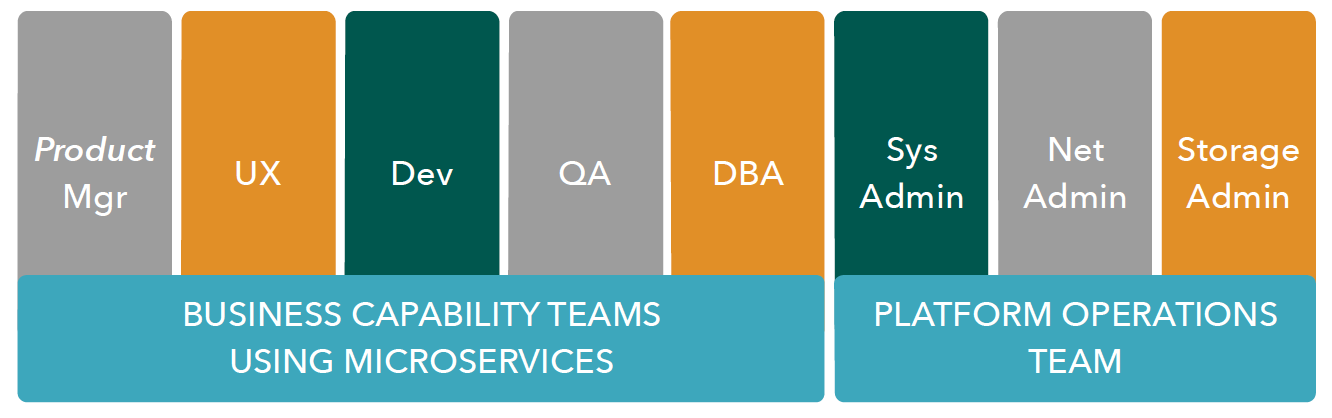 Product
Mgr
UX
Dev
QA
DBA
Sys
Admin
Net
Admin
Storage
Admin
BUSINESS CAPABILITY TEAMS
USING MICROSERVICES
PLATFORM OPERATIONS
TEAM